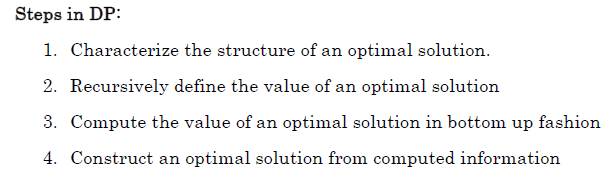 Steps in DP:
1. Characterize the structure of an optimal solution.
2. Recursively define the value of an optimal solution
3. Compute the value of an optimal solution in bottom up fashion
4. Construct an optimal solution from computed information